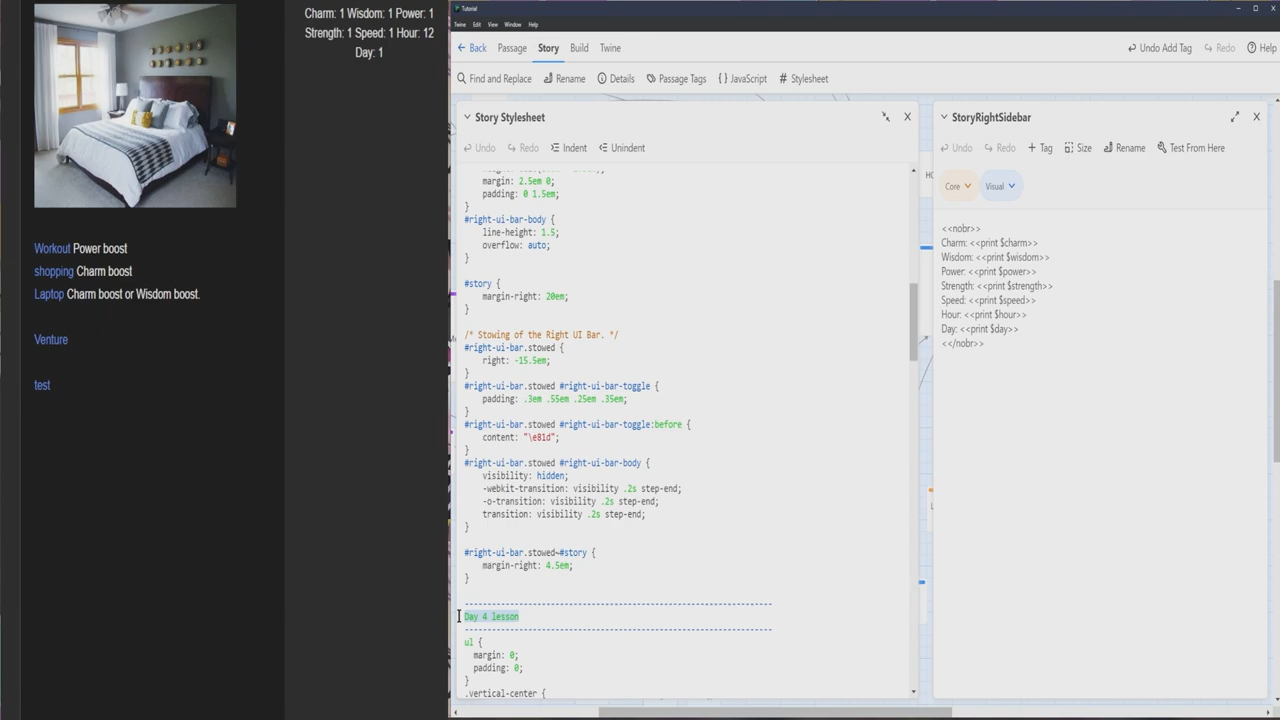 Charm: 1 Wisdom: 1 Power: 1
Strength: 1 Speed: 1 Hour: 12
Day: 1
Workout Power boost
shopping Charm boost
Laptop Charm boost or Wisdom boost.
Venture
test
Tutorial
Twine Edit View Window Help
Back Passage Story Build Twine Undo Add Tag Redo Help
Find and Replace Rename Details Passage Tags { } JavaScript # Stylesheet
Story Stylesheet
Undo Redo Indent Unindent
margin: 2.5em 0;
padding: 0 1.5em;
}
#right-ui-bar-body {
line-height: 1.5;
overflow: auto;
}
#story {
margin-right: 20em;
}
/* Stowing of the Right UI Bar. */
#right-ui-bar.stowed {
right: -15.5em;
}
#right-ui-bar.stowed #right-ui-bar-toggle {
padding: .3em .55em .25em .35em;
}
#right-ui-bar.stowed #right-ui-bar-toggle:before {
content: "\e81d";
}
#right-ui-bar.stowed #right-ui-bar-body {
visibility: hidden;
-webkit-transition: visibility .2s step-end;
-o-transition: visibility .2s step-end;
transition: visibility .2s step-end;
}
#right-ui-bar.stowed~#story {
margin-right: 4.5em;
}
--------------------------------------------------------------------
Day 4 lesson
--------------------------------------------------------------------
ul {
margin: 0;
padding: 0;
}
.vertical-center {
StoryRightSidebar
Undo Redo + Tag Size Rename Test From Here
Core Visual
<<nobr>>
Charm: <<print $charm>>
Wisdom: <<print $wisdom>>
Power: <<print $power>>
Strength: <<print $strength>>
Speed: <<print $speed>>
Hour: <<print $hour>>
Day: <<print $day>>
<</nobr>>